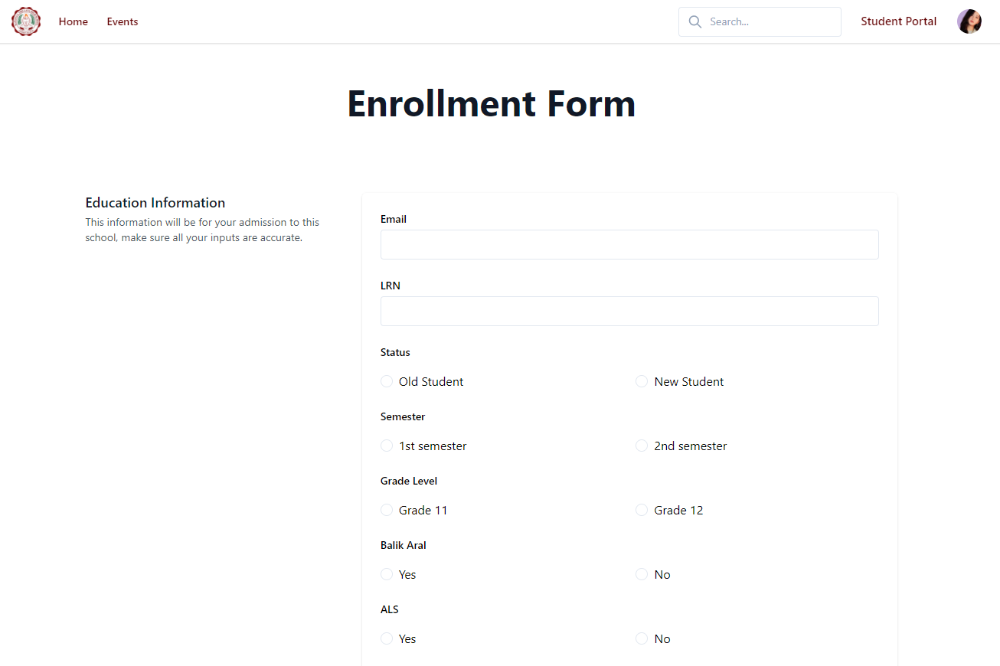 Home
Events
Search...
Student Portal
Enrollment Form
Education Information
This information will be for your admission to this
school, make sure all your inputs are accurate.
Email
LRN
Status
Old Student
New Student
Semester
1st semester
2nd semester
Grade Level
Grade 11
Grade 12
Balik Aral
Yes
No
ALS
Yes
No